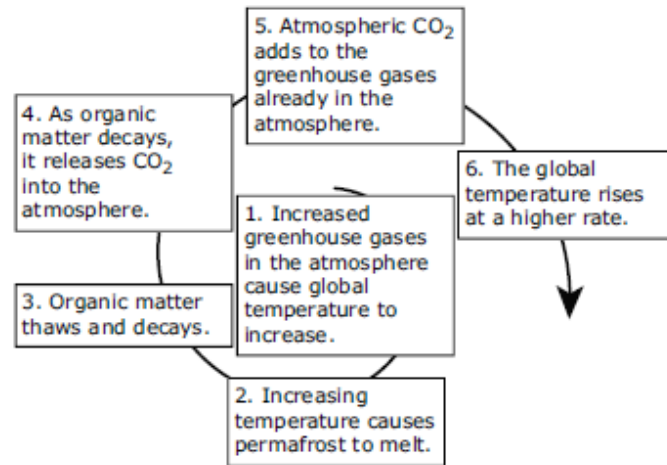 1. Increased
greenhouse gases
in the atmosphere
cause global
temperature to
increase.
2. Increasing
temperature causes
permafrost to melt.
3. Organic matter
thaws and decays.
4. As organic
matter decays,
it releases CO₂
into the
atmosphere.
5. Atmospheric CO₂
adds to the
greenhouse gases
already in the
atmosphere.
6. The global
temperature rises
at a higher rate.